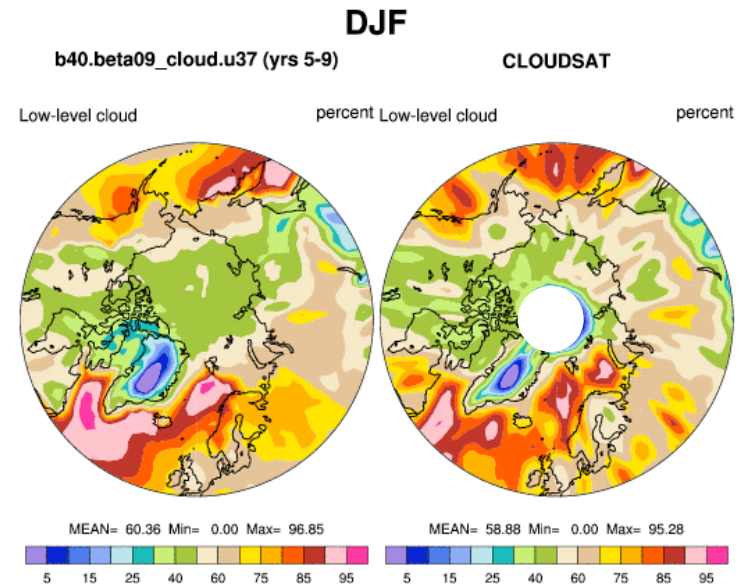 DJF
b40.beta09_cloud.u37 (yrs 5-9)
CLOUDSAT
Low-level cloud percent
Low-level cloud percent
MEAN= 60.36 Min= 0.00 Max= 96.85
MEAN= 58.88 Min= 0.00 Max= 95.28
5 15 25 40 60 75 85 95
5 15 25 40 60 75 85 95